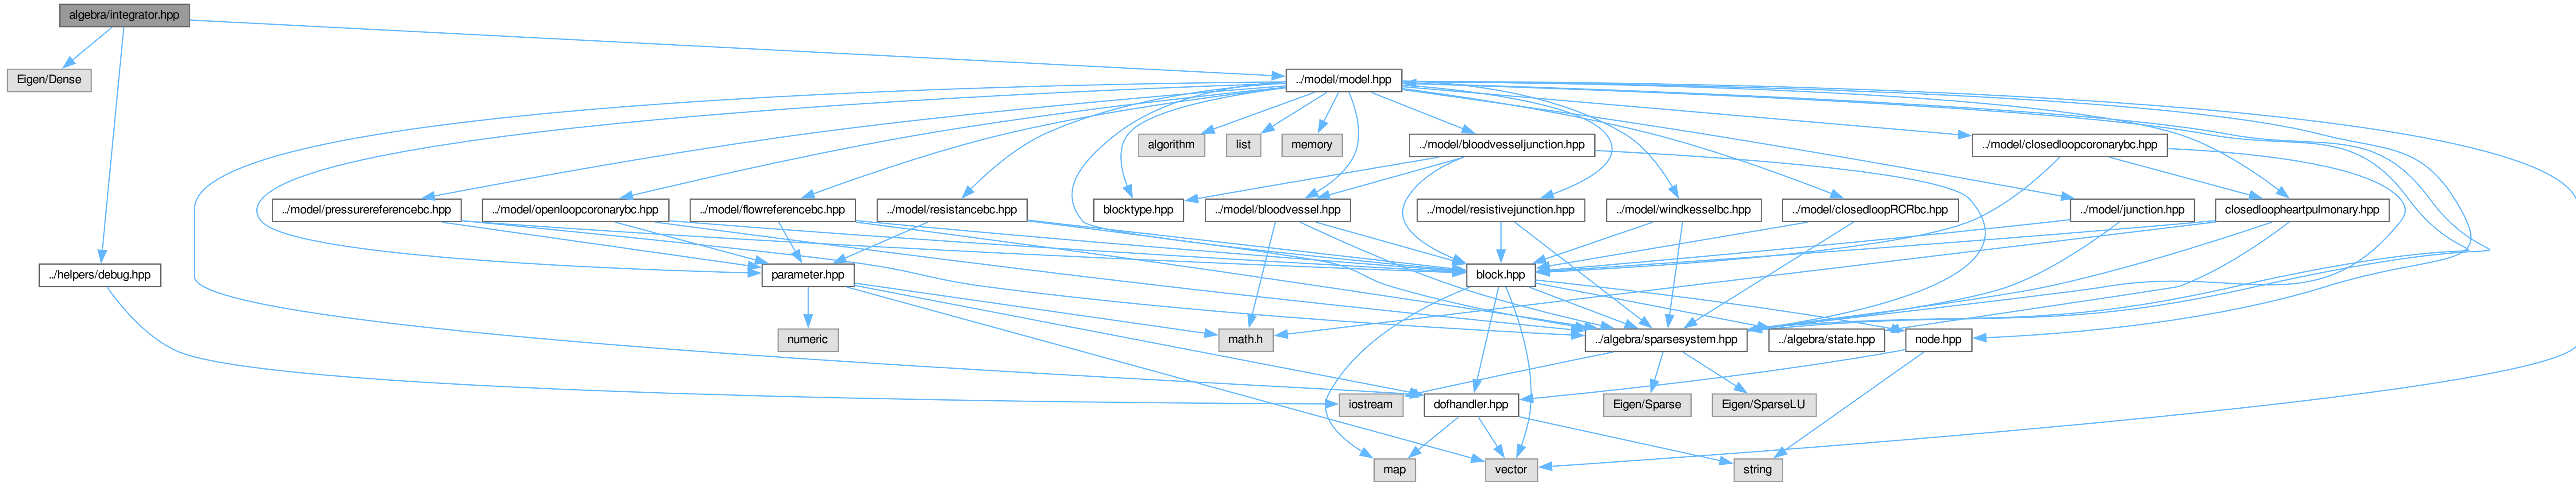 algebra/integrator.hpp
Eigen/Dense
../model/model.hpp
algorithm
list
memory
../model/bloodvesseljunction.hpp
../model/closedloopcoronarybc.hpp
../model/pressurereferencebc.hpp
../model/openloopcoronarybc.hpp
../model/flowreferencebc.hpp
../model/resistancebc.hpp
blocktype.hpp
../model/bloodvessel.hpp
../model/resistivejunction.hpp
../model/windkesselbc.hpp
../model/closedloopRCRbc.hpp
../model/junction.hpp
closedloopheartpulmonary.hpp
../helpers/debug.hpp
parameter.hpp
block.hpp
numeric
math.h
../algebra/sparsesystem.hpp
../algebra/state.hpp
node.hpp
iostream
dofhandler.hpp
Eigen/Sparse
Eigen/SparseLU
map
vector
string